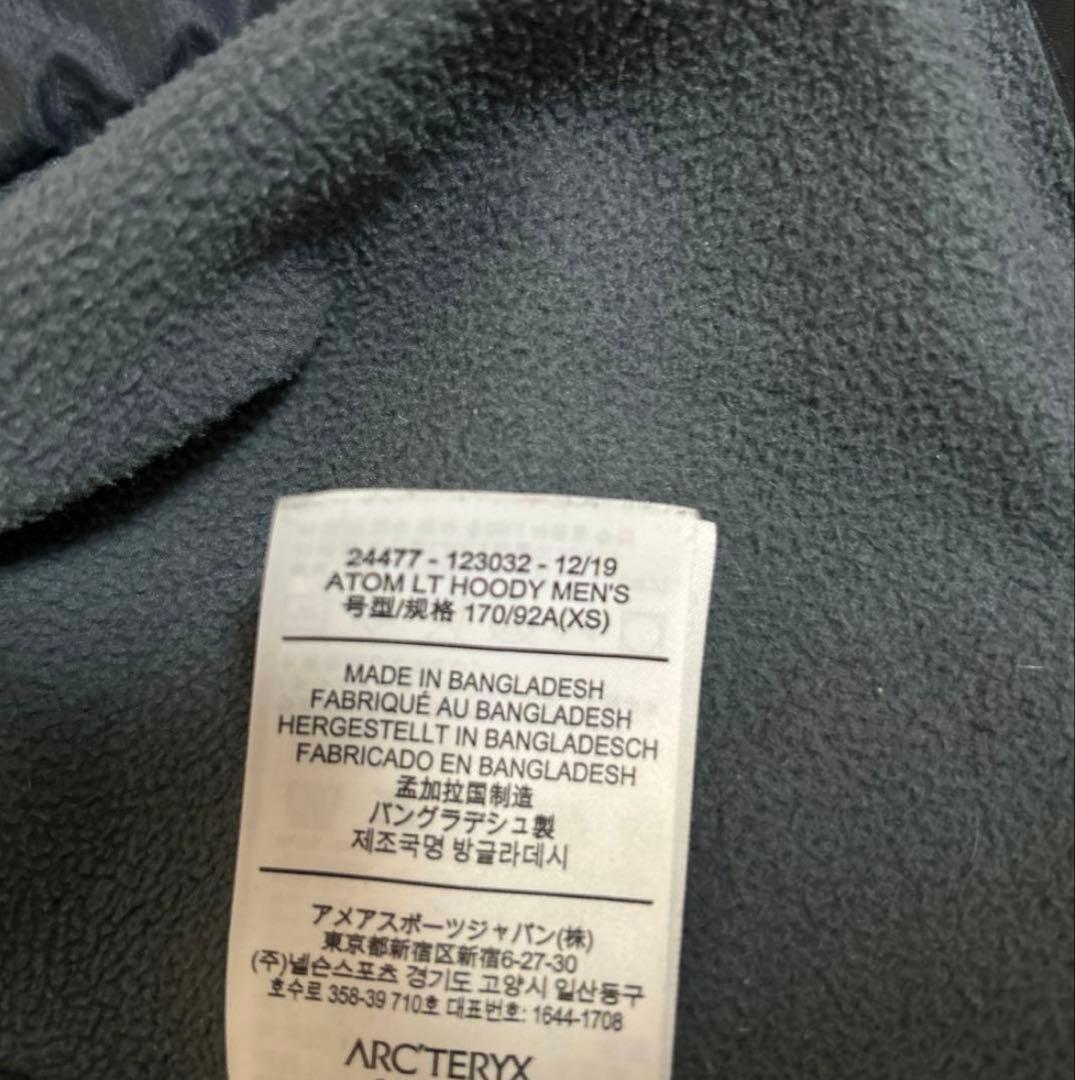 24477 - 123032 - 12/19
ATOM LT HOODY MEN'S
号型/规格 170/92A(XS)
MADE IN BANGLADESH
FABRIQUÉ AU BANGLADESH
HERGESTELLT IN BANGLADESCH
FABRICADO EN BANGLADESH
孟加拉国制造
バングラデシュ製
제조국명 방글라데시
アメアスポーツジャパン(株)
東京都新宿区新宿6-27-30
(주)넬슨스포츠 경기도 고양시 일산동구
호수로 358-39 710호 대표번호: 1644-1708
ARC'TERYX